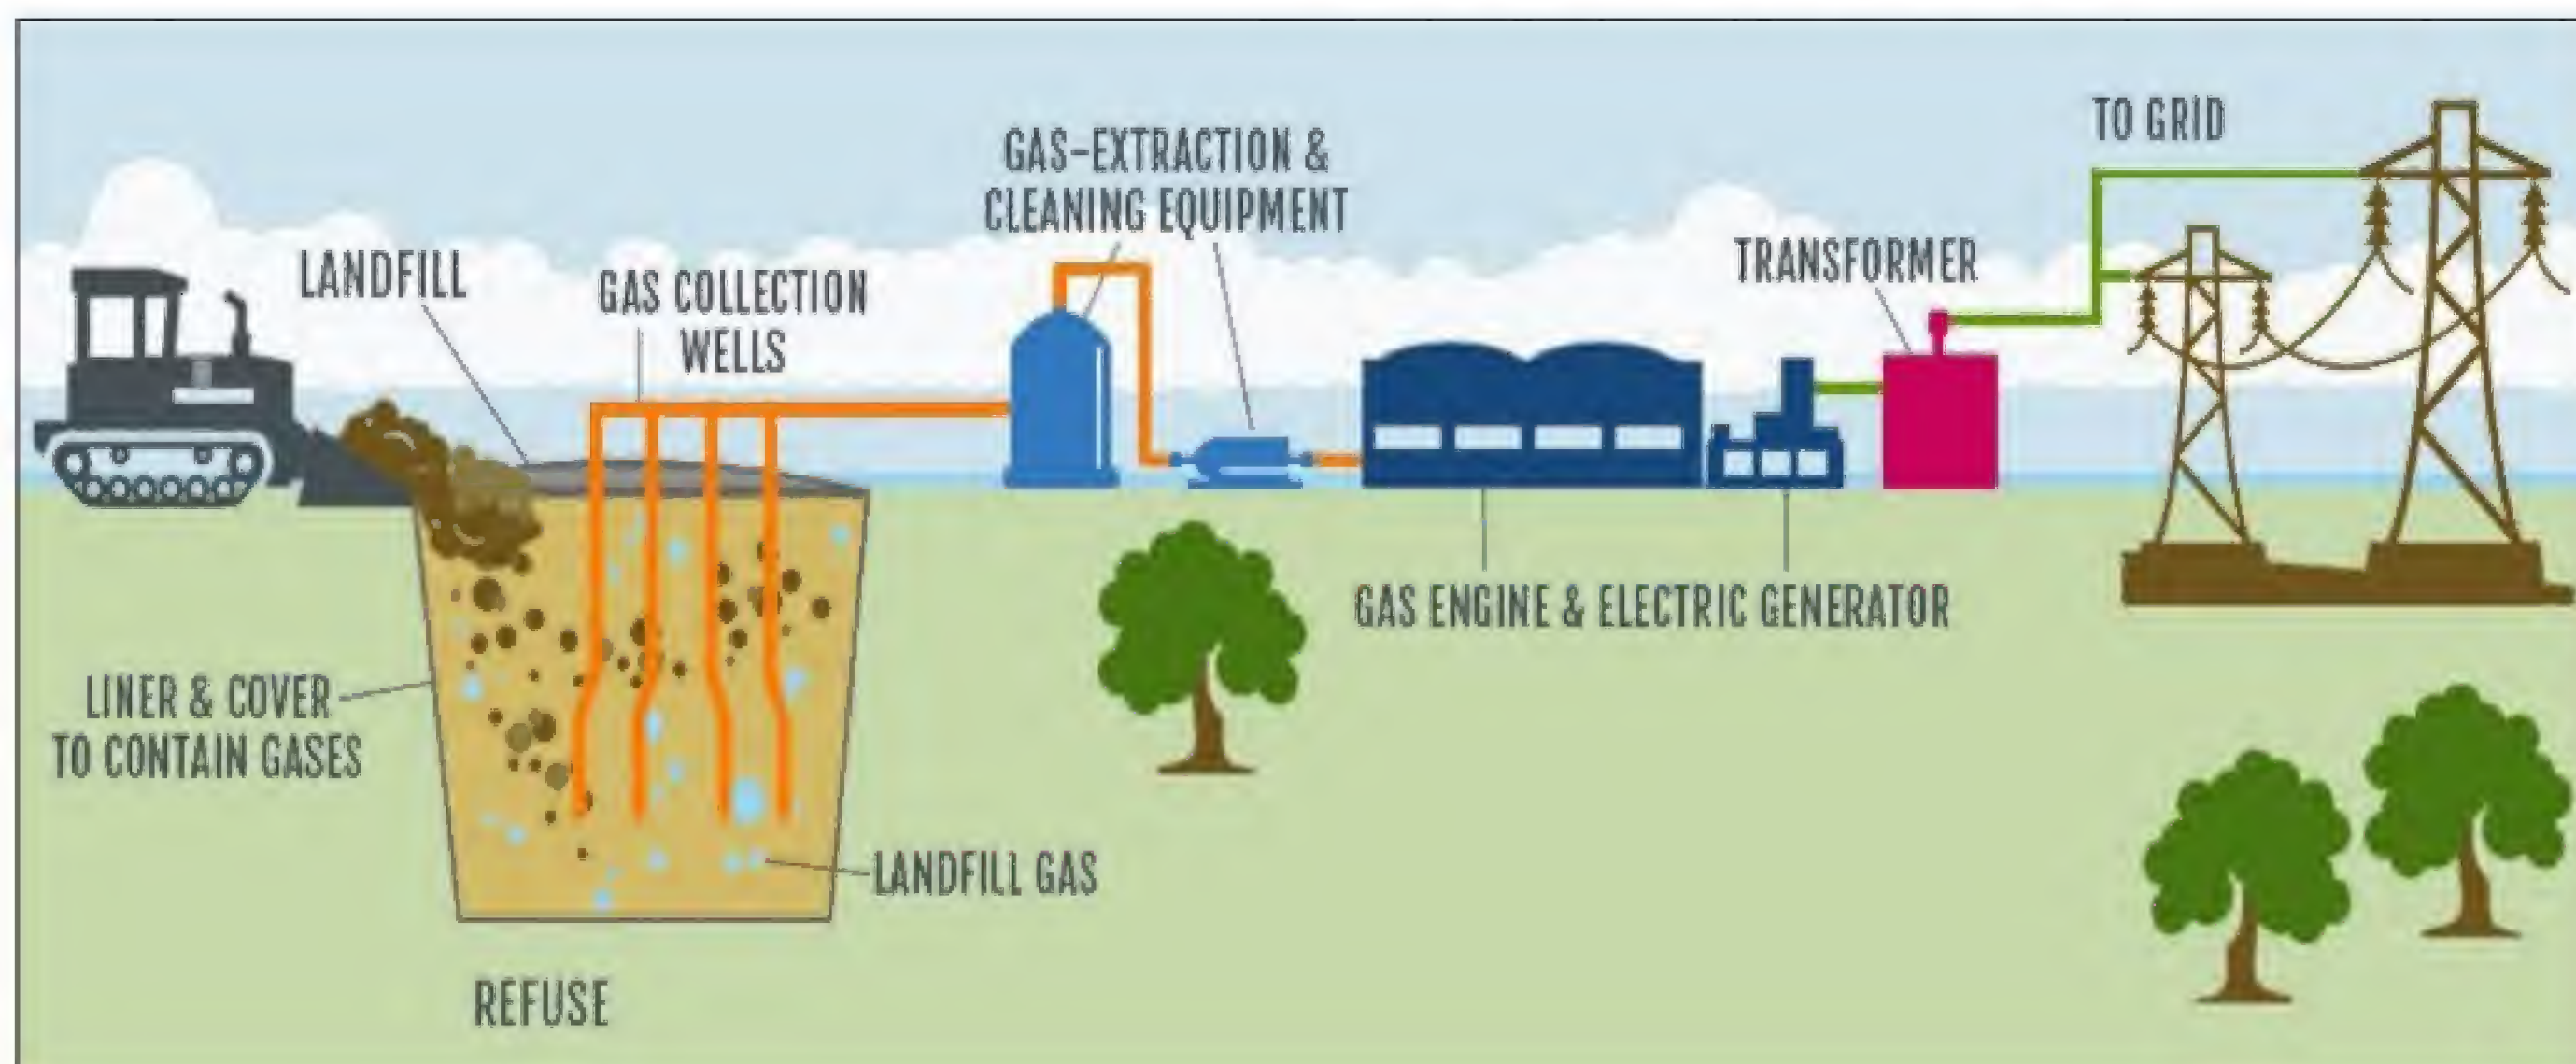 TO GRID
GAS-EXTRACTION &
CLEANING EQUIPMENT
LANDFILL
GAS COLLECTION
WELLS
TRANSFORMER
GAS ENGINE & ELECTRIC GENERATOR
LINER & COVER
TO CONTAIN GASES
LANDFILL GAS
REFUSE